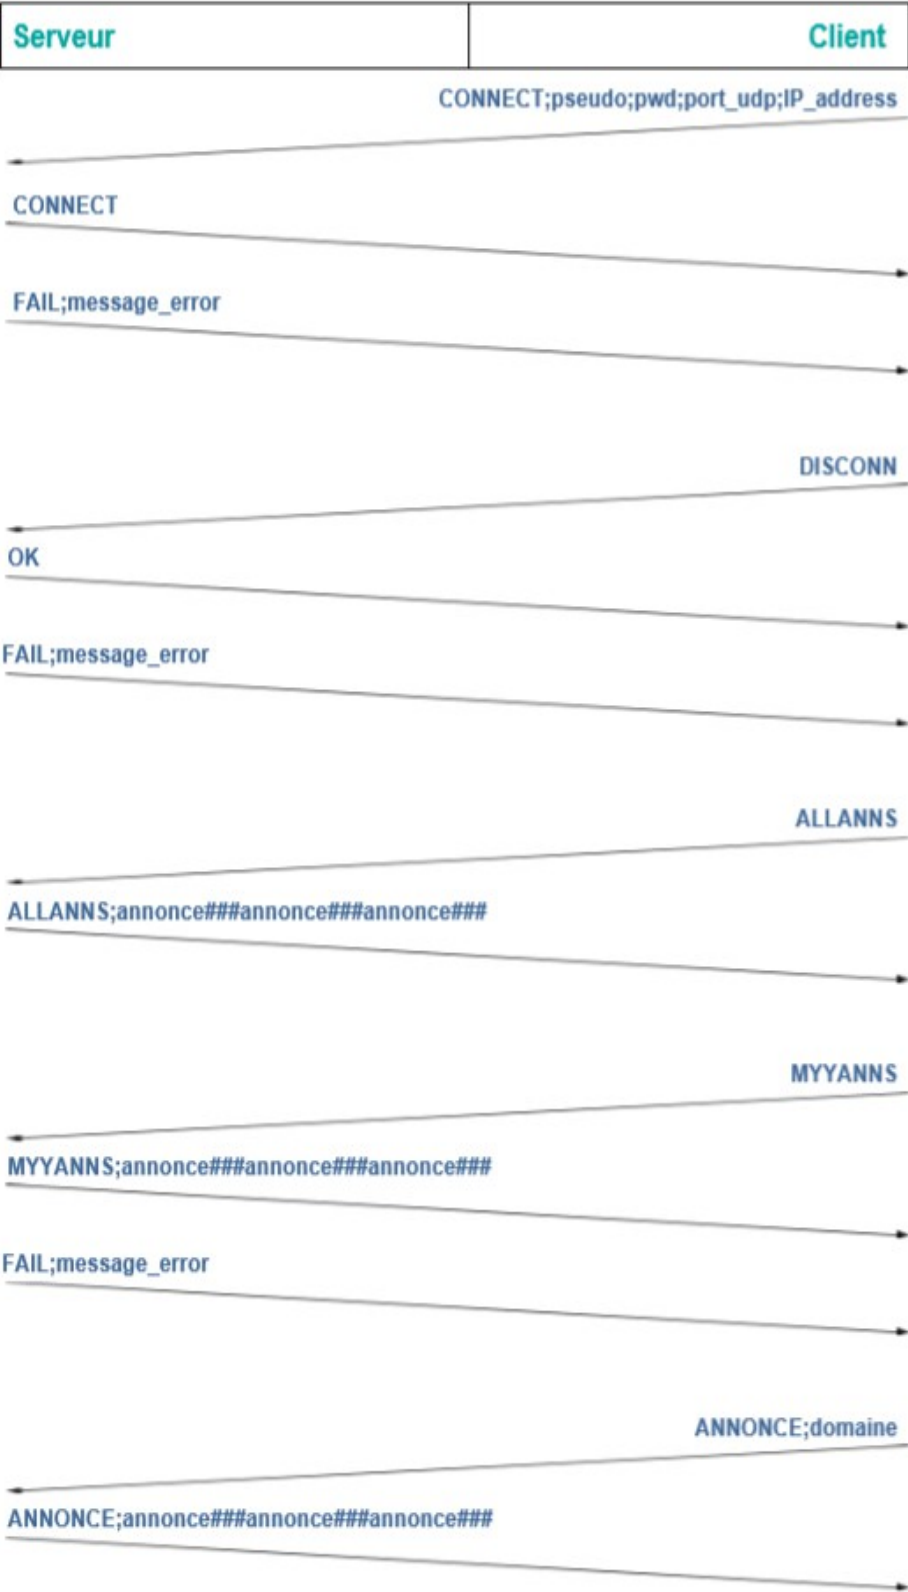 Serveur Client
CONNECT;pseudo;pwd;port_udp;IP_address
CONNECT
FAIL;message_error
DISCONN
OK
FAIL;message_error
ALLANNS
ALLANNS;annonce###annonce###annonce###
MYYANNS
MYYANNS;annonce###annonce###annonce###
FAIL;message_error
ANNONCE;domaine
ANNONCE;annonce###annonce###annonce###